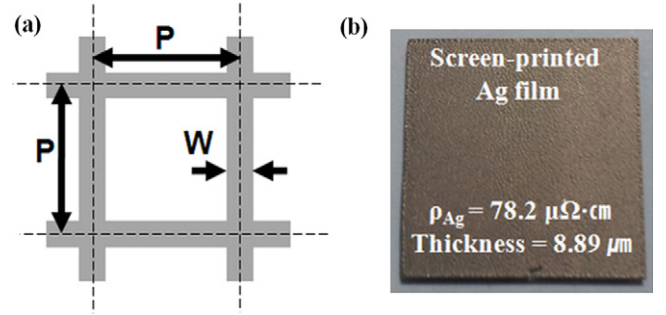 (a)
P
P
W
(b)
Screen-printed
Ag film
ρAg = 78.2 μΩ·㎝
Thickness = 8.89 ㎛